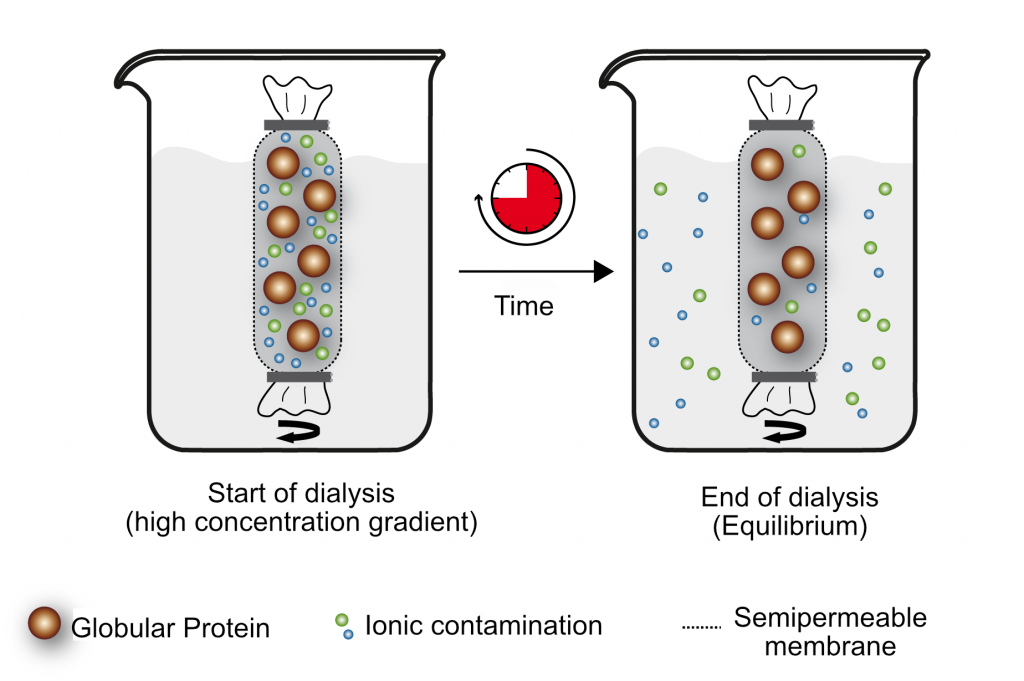 Time
Start of dialysis
(high concentration gradient)
End of dialysis
(Equilibrium)
Globular Protein
Ionic contamination
Semipermeable
membrane